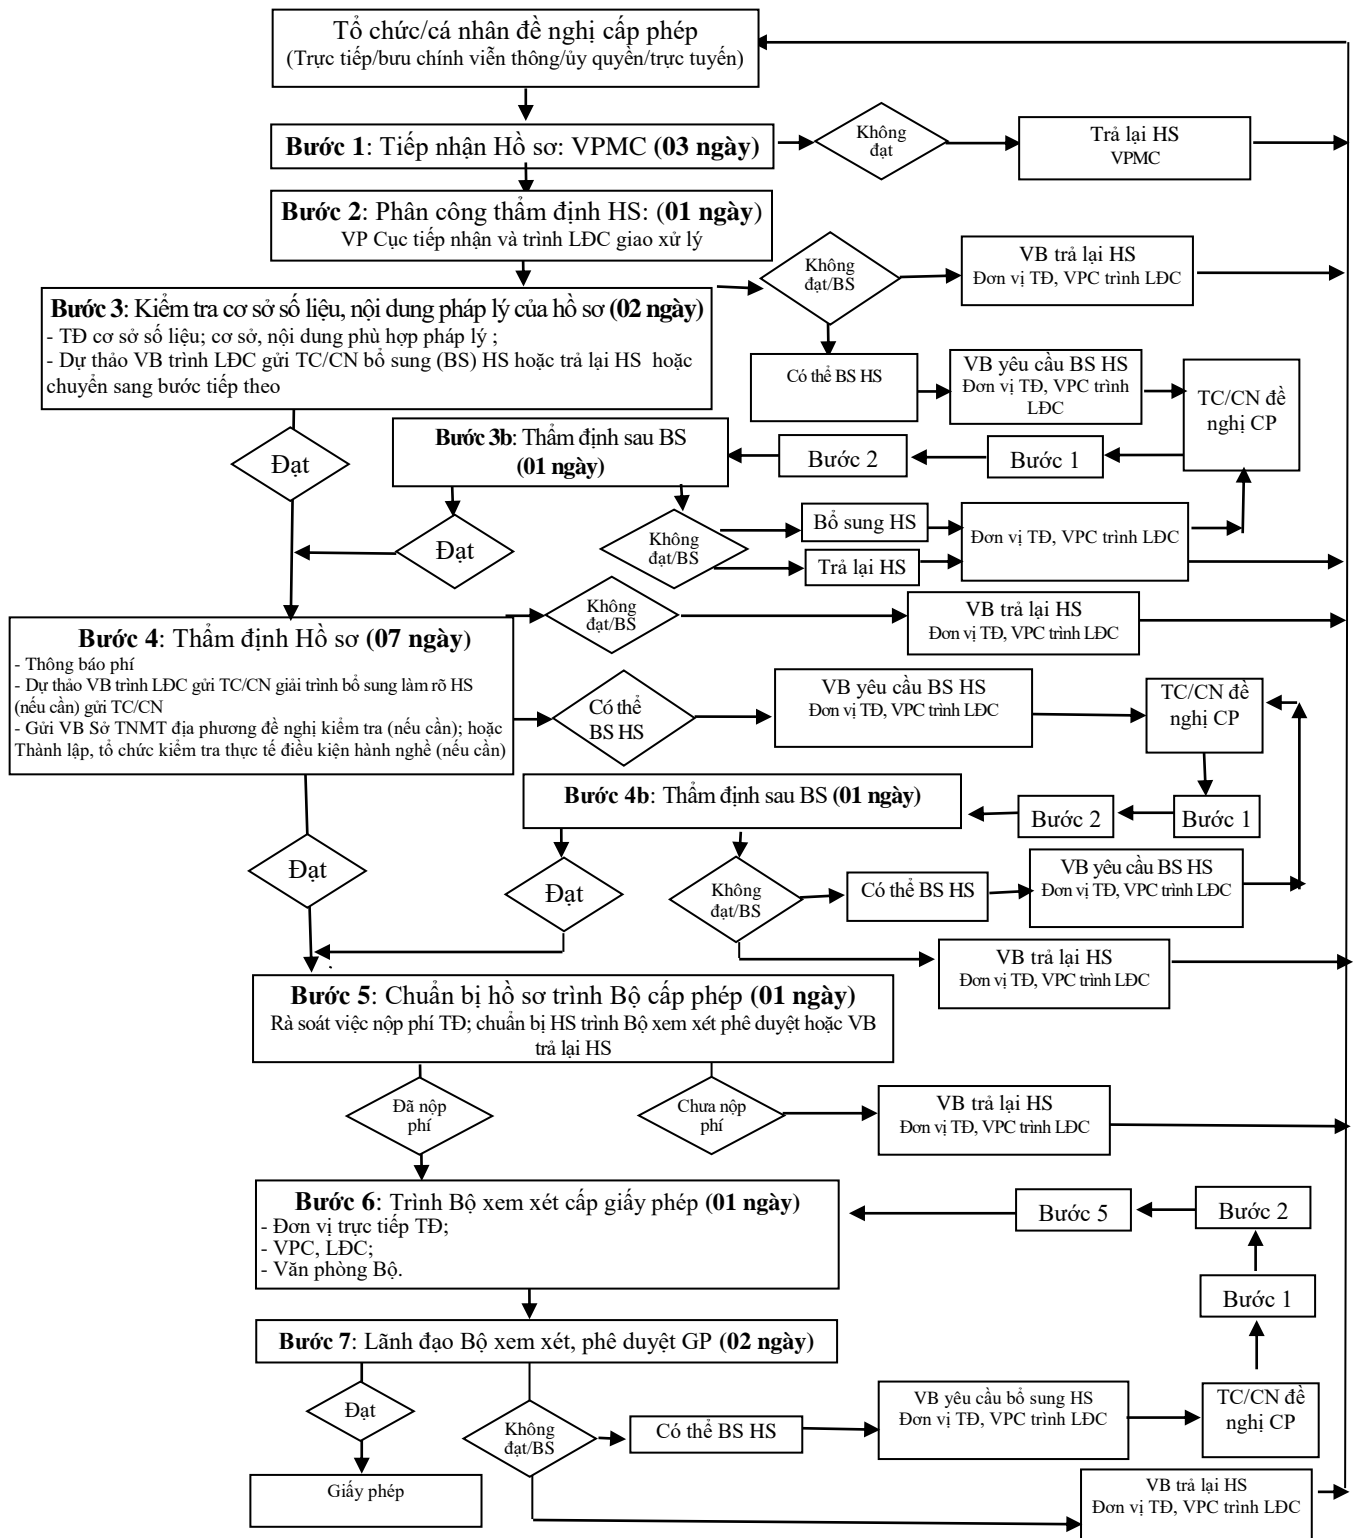 Tổ chức/cá nhân đề nghị cấp phép
(Trực tiếp/bưu chính viễn thông/ủy quyền/trực tuyến)
Bước 1: Tiếp nhận Hồ sơ: VPMC (03 ngày)
Không
đạt
Trả lại HS
VPMC
Bước 2: Phân công thẩm định HS: (01 ngày)
VP Cục tiếp nhận và trình LĐC giao xử lý
Không
đạt/BS
VB trả lại HS
Đơn vị TĐ, VPC trình LĐC
Bước 3: Kiểm tra cơ sở số liệu, nội dung pháp lý của hồ sơ (02 ngày)
- TĐ cơ sở số liệu; cơ sở, nội dung phù hợp pháp lý ;
- Dự thảo VB trình LĐC gửi TC/CN bổ sung (BS) HS hoặc trả lại HS hoặc
chuyển sang bước tiếp theo
Có thể BS HS
VB yêu cầu BS HS
Đơn vị TĐ, VPC trình
LĐC
TC/CN đề
nghị CP
Đạt
Bước 3b: Thẩm định sau BS
(01 ngày)
Bước 2
Bước 1
Đạt
Không
đạt/BS
Bổ sung HS
Trả lại HS
Đơn vị TĐ, VPC trình LĐC
Bước 4: Thẩm định Hồ sơ (07 ngày)
- Thông báo phí
- Dự thảo VB trình LĐC gửi TC/CN giải trình bổ sung làm rõ HS
(nếu cần) gửi TC/CN
- Gửi VB Sở TNMT địa phương đề nghị kiểm tra (nếu cần); hoặc
Thành lập, tổ chức kiểm tra thực tế điều kiện hành nghề (nếu cần)
Không
đạt/BS
VB trả lại HS
Đơn vị TĐ, VPC trình LĐC
Có thể
BS HS
VB yêu cầu BS HS
Đơn vị TĐ, VPC trình LĐC
TC/CN đề
nghị CP
Bước 4b: Thẩm định sau BS (01 ngày)
Bước 2
Bước 1
Đạt
Đạt
Không
đạt/BS
Có thể BS HS
VB yêu cầu BS HS
Đơn vị TĐ, VPC trình LĐC
VB trả lại HS
Đơn vị TĐ, VPC trình LĐC
Bước 5: Chuẩn bị hồ sơ trình Bộ cấp phép (01 ngày)
Rà soát việc nộp phí TĐ; chuẩn bị HS trình Bộ xem xét phê duyệt hoặc VB
trả lại HS
Đã nộp
phí
Chưa nộp
phí
VB trả lại HS
Đơn vị TĐ, VPC trình LĐC
Bước 6: Trình Bộ xem xét cấp giấy phép (01 ngày)
- Đơn vị trực tiếp TĐ;
- VPC, LĐC;
- Văn phòng Bộ.
Bước 5
Bước 2
Bước 1
Bước 7: Lãnh đạo Bộ xem xét, phê duyệt GP (02 ngày)
Đạt
Không
đạt/BS
Có thể BS HS
VB yêu cầu bổ sung HS
Đơn vị TĐ, VPC trình LĐC
TC/CN đề
nghị CP
Giấy phép
VB trả lại HS
Đơn vị TĐ, VPC trình LĐC